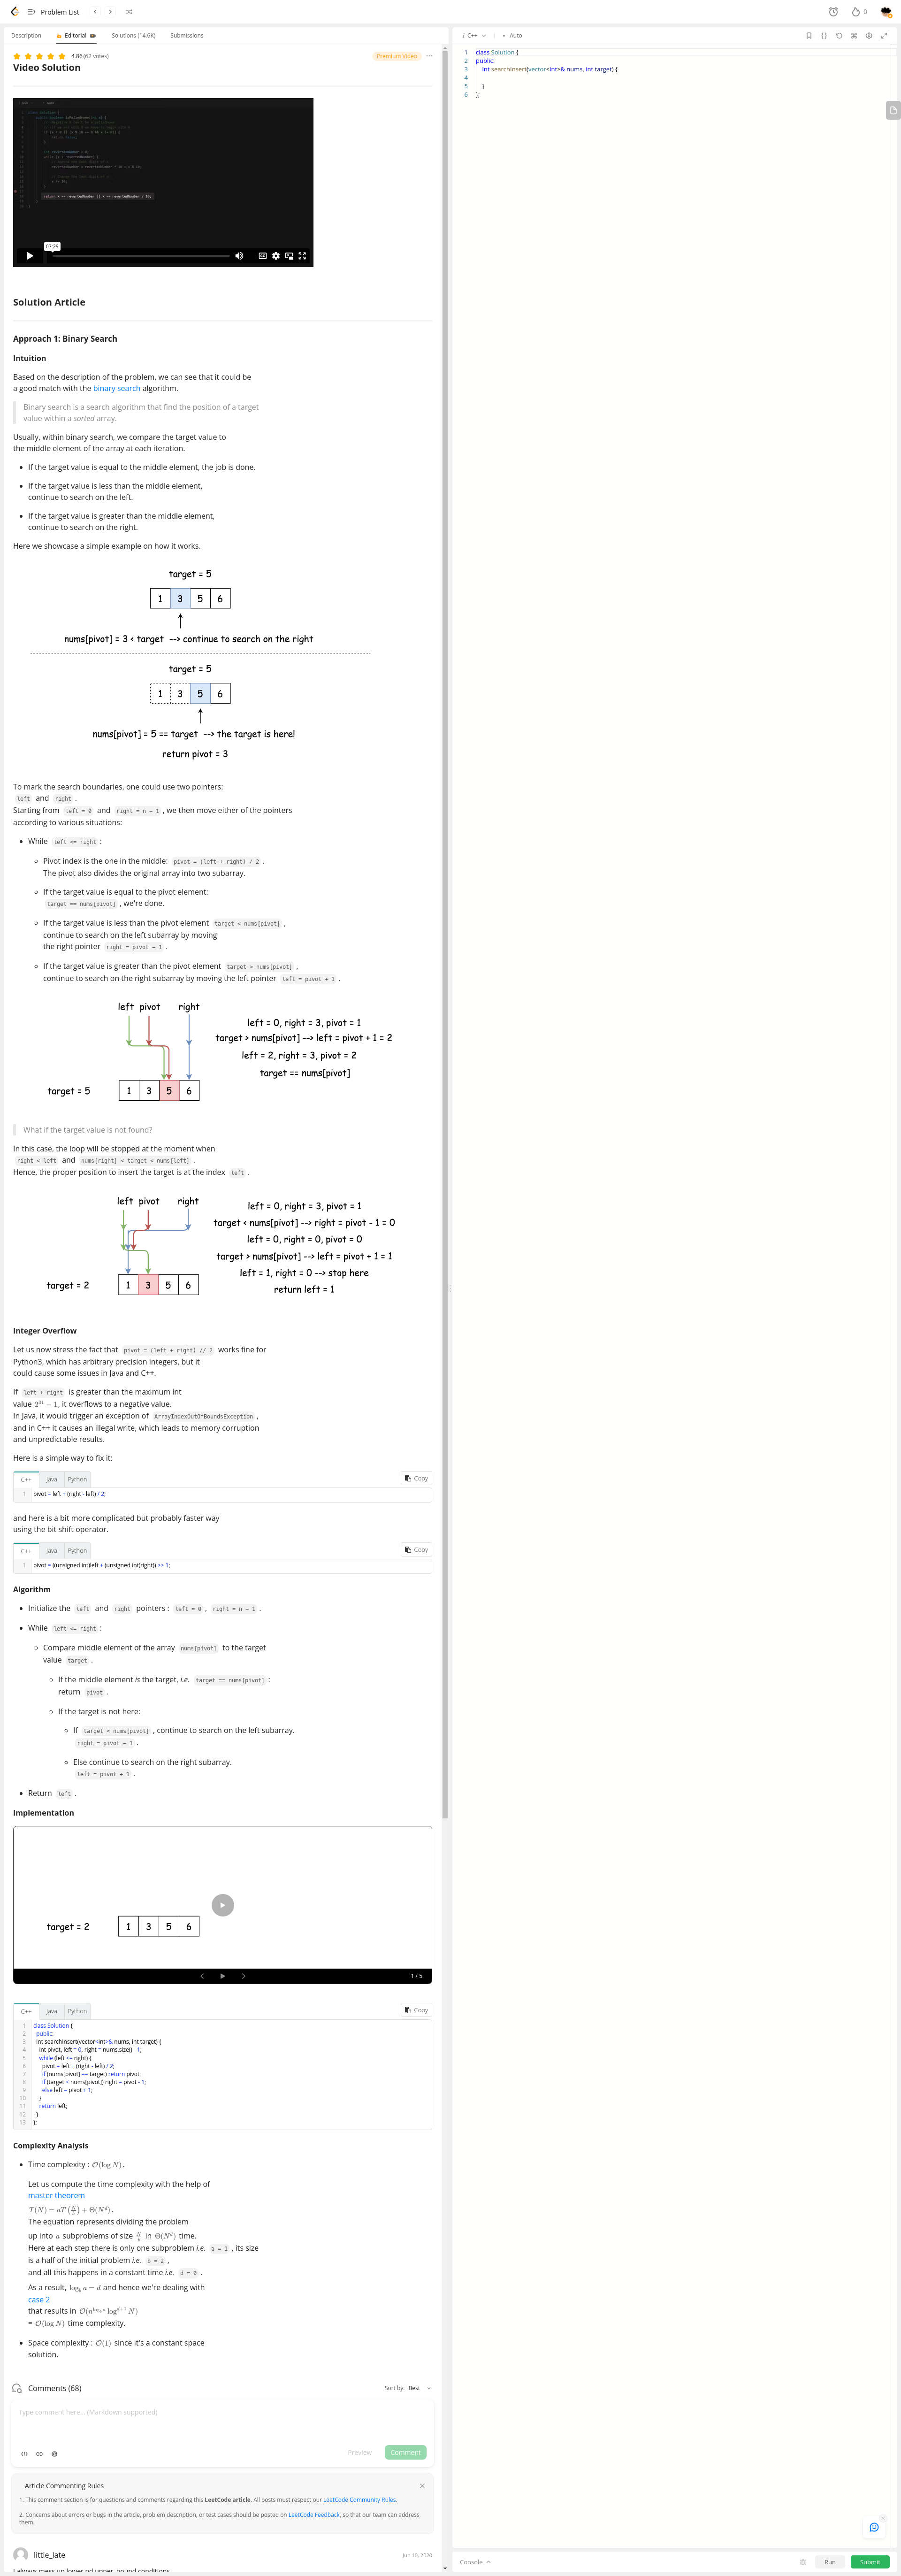 Problem List
0
Description
Editorial
Solutions (14.6K)
Submissions
4.86 (62 votes)
Premium Video
Video Solution
return x == revertedNumber || x == revertedNumber / 10;
07:29
Solution Article
Approach 1: Binary Search
Intuition
Based on the description of the problem, we can see that it could be
a good match with the binary search algorithm.
Binary search is a search algorithm that find the position of a target
value within a sorted array.
Usually, within binary search, we compare the target value to
the middle element of the array at each iteration.
• If the target value is equal to the middle element, the job is done.
• If the target value is less than the middle element,
continue to search on the left.
• If the target value is greater than the middle element,
continue to search on the right.
Here we showcase a simple example on how it works.
target = 5
1 3 5 6
nums[pivot] = 3 < target --> continue to search on the right
target = 5
1 3 5 6
nums[pivot] = 5 == target --> the target is here!
return pivot = 3
To mark the search boundaries, one could use two pointers:
left and right .
Starting from left = 0 and right = n - 1 , we then move either of the pointers
according to various situations:
• While left <= right :
◦ Pivot index is the one in the middle: pivot = (left + right) / 2 .
The pivot also divides the original array into two subarray.
◦ If the target value is equal to the pivot element:
target == nums[pivot] , we're done.
◦ If the target value is less than the pivot element target < nums[pivot] ,
continue to search on the left subarray by moving
the right pointer right = pivot - 1 .
◦ If the target value is greater than the pivot element target > nums[pivot] ,
continue to search on the right subarray by moving the left pointer left = pivot + 1 .
left pivot right
left = 0, right = 3, pivot = 1
target > nums[pivot] --> left = pivot + 1 = 2
left = 2, right = 3, pivot = 2
target == nums[pivot]
target = 5
1 3 5 6
What if the target value is not found?
In this case, the loop will be stopped at the moment when
right < left and nums[right] < target < nums[left] .
Hence, the proper position to insert the target is at the index left .
left pivot right
left = 0, right = 3, pivot = 1
target < nums[pivot] --> right = pivot - 1 = 0
left = 0, right = 0, pivot = 0
target > nums[pivot] --> left = pivot + 1 = 1
left = 1, right = 0 --> stop here
return left = 1
target = 2
1 3 5 6
Integer Overflow
Let us now stress the fact that pivot = (left + right) // 2 works fine for
Python3, which has arbitrary precision integers, but it
could cause some issues in Java and C++.
If left + right is greater than the maximum int
value 2^31 − 1, it overflows to a negative value.
In Java, it would trigger an exception of ArrayIndexOutOfBoundsException ,
and in C++ it causes an illegal write, which leads to memory corruption
and unpredictable results.
Here is a simple way to fix it:
C++ Java Python
Copy
1 pivot = left + (right - left) / 2;
and here is a bit more complicated but probably faster way
using the bit shift operator.
C++ Java Python
Copy
1 pivot = ((unsigned int)left + (unsigned int)right)) >> 1;
Algorithm
• Initialize the left and right pointers : left = 0 , right = n - 1 .
• While left <= right :
◦ Compare middle element of the array nums[pivot] to the target
value target .
◦ If the middle element is the target, i.e. target == nums[pivot] :
return pivot .
◦ If the target is not here:
▪ If target < nums[pivot] , continue to search on the left subarray.
right = pivot - 1 .
▪ Else continue to search on the right subarray.
left = pivot + 1 .
• Return left .
Implementation
target = 2
1 3 5 6
1 / 5
C++ Java Python
Copy
1 class Solution {
2 public:
3 int searchInsert(vector<int>& nums, int target) {
4 int pivot, left = 0, right = nums.size() - 1;
5 while (left <= right) {
6 pivot = left + (right - left) / 2;
7 if (nums[pivot] == target) return pivot;
8 if (target < nums[pivot]) right = pivot - 1;
9 else left = pivot + 1;
10 }
11 return left;
12 }
13 };
Complexity Analysis
• Time complexity : O(log N).
Let us compute the time complexity with the help of
master theorem
T(N) = aT(N/b) + Θ(N^d).
The equation represents dividing the problem
up into a subproblems of size N/b in Θ(N^d) time.
Here at each step there is only one subproblem i.e. a = 1 , its size
is a half of the initial problem i.e. b = 2 ,
and all this happens in a constant time i.e. d = 0 .
As a result, log_b a = d and hence we're dealing with
case 2
that results in O(n^{log_b a} log^{d+1} N)
= O(log N) time complexity.
• Space complexity : O(1) since it's a constant space
solution.
Comments (68)
Sort by: Best
Type comment here... (Markdown supported)
Preview
Comment
Article Commenting Rules
1. This comment section is for questions and comments regarding this LeetCode article. All posts must respect our LeetCode Community Rules.
2. Concerns about errors or bugs in the article, problem description, or test cases should be posted on LeetCode Feedback, so that our team can address
them.
little_late
Jun 10, 2020
I always mess up lower nd upper bound conditions
i C++
Auto
1 class Solution {
2 public:
3 int searchInsert(vector<int>& nums, int target) {
4
5 }
6 };
Console
Run
Submit